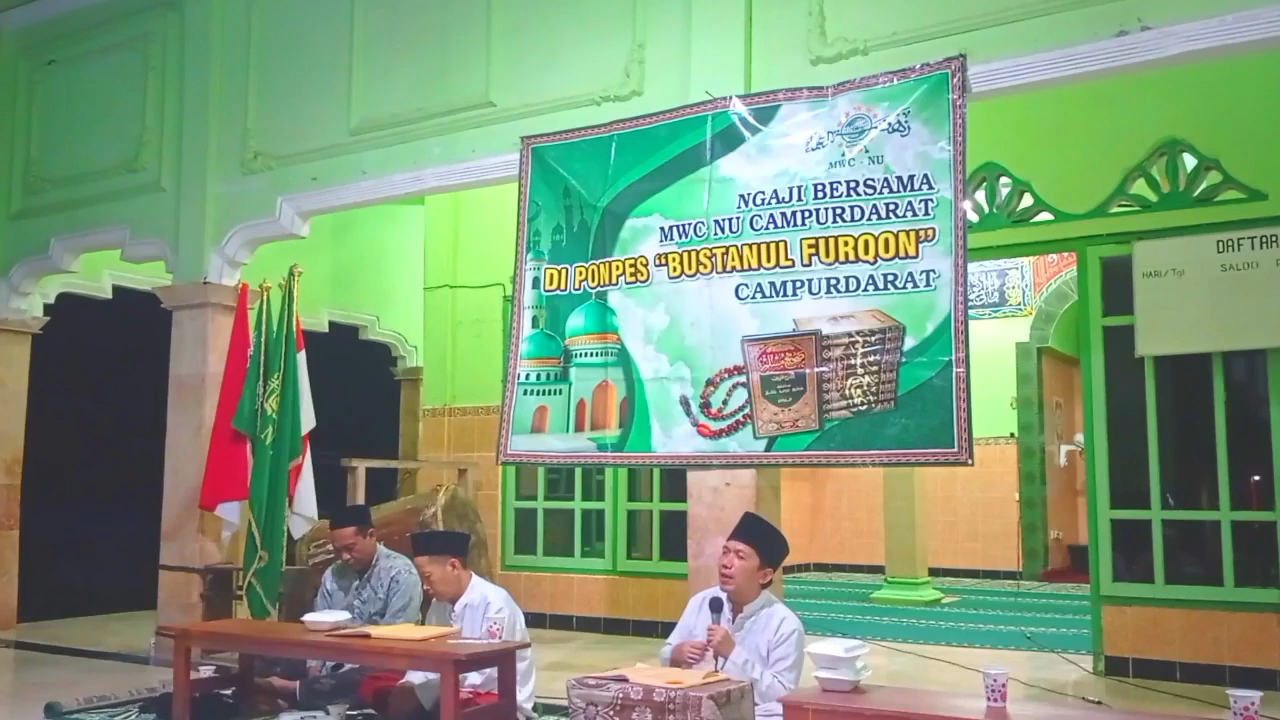 MWC - NU
NGAJI BERSAMA
MWC NU CAMPURDARAT
DI PONPES “BUSTANUL FURQON”
CAMPURDARAT
DAFTAR
HARI/Tgl
SALDO